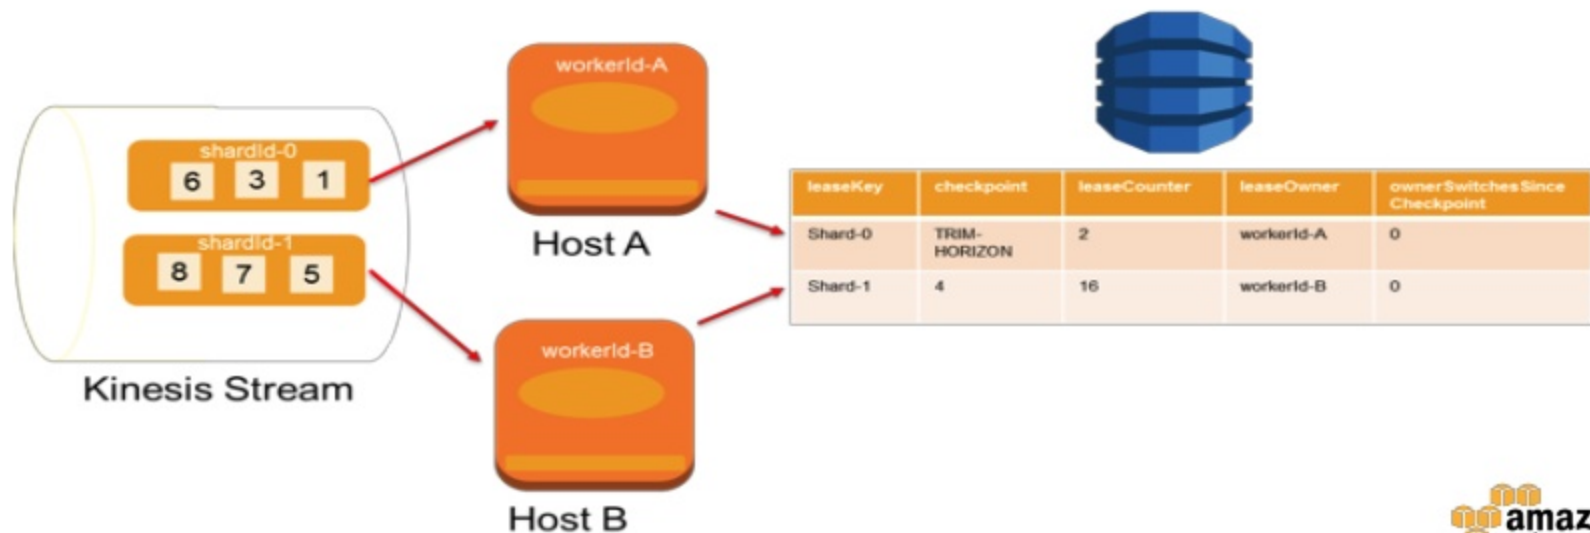 shardId-0
6 3 1
shardId-1
8 7 5
Kinesis Stream
workerId-A
Host A
workerId-B
Host B
leaseKey checkpoint leaseCounter leaseOwner ownerSwitchesSince
Checkpoint
Shard-0 TRIM- 2 workerId-A 0
HORIZON
Shard-1 4 16 workerId-B 0
amaz